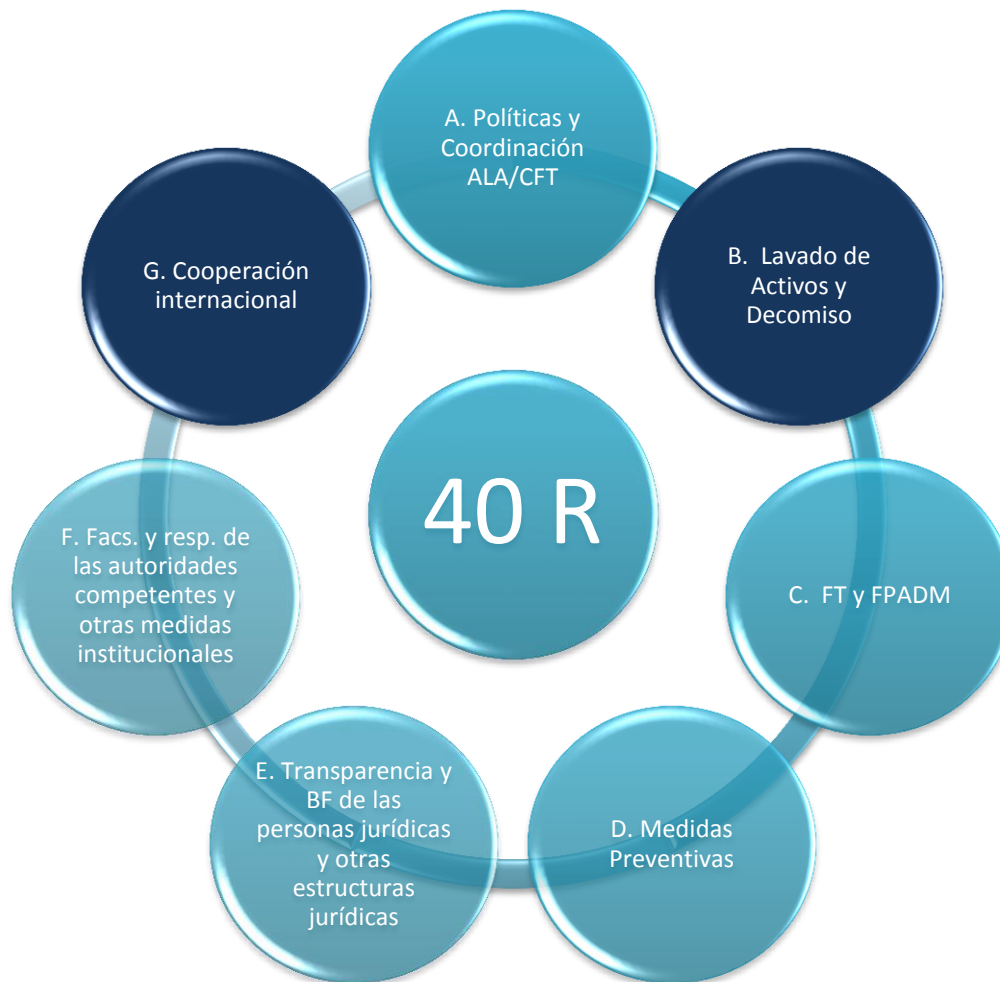 A. Políticas y
Coordinación
ALA/CFT
B. Lavado de
Activos y
Decomiso
C. FT y FPADM
D. Medidas
Preventivas
E. Transparencia y
BF de las
personas jurídicas
y otras
estructuras
jurídicas
F. Facs. y resp. de
las autoridades
competentes y
otras medidas
institucionales
G. Cooperación
internacional
40 R